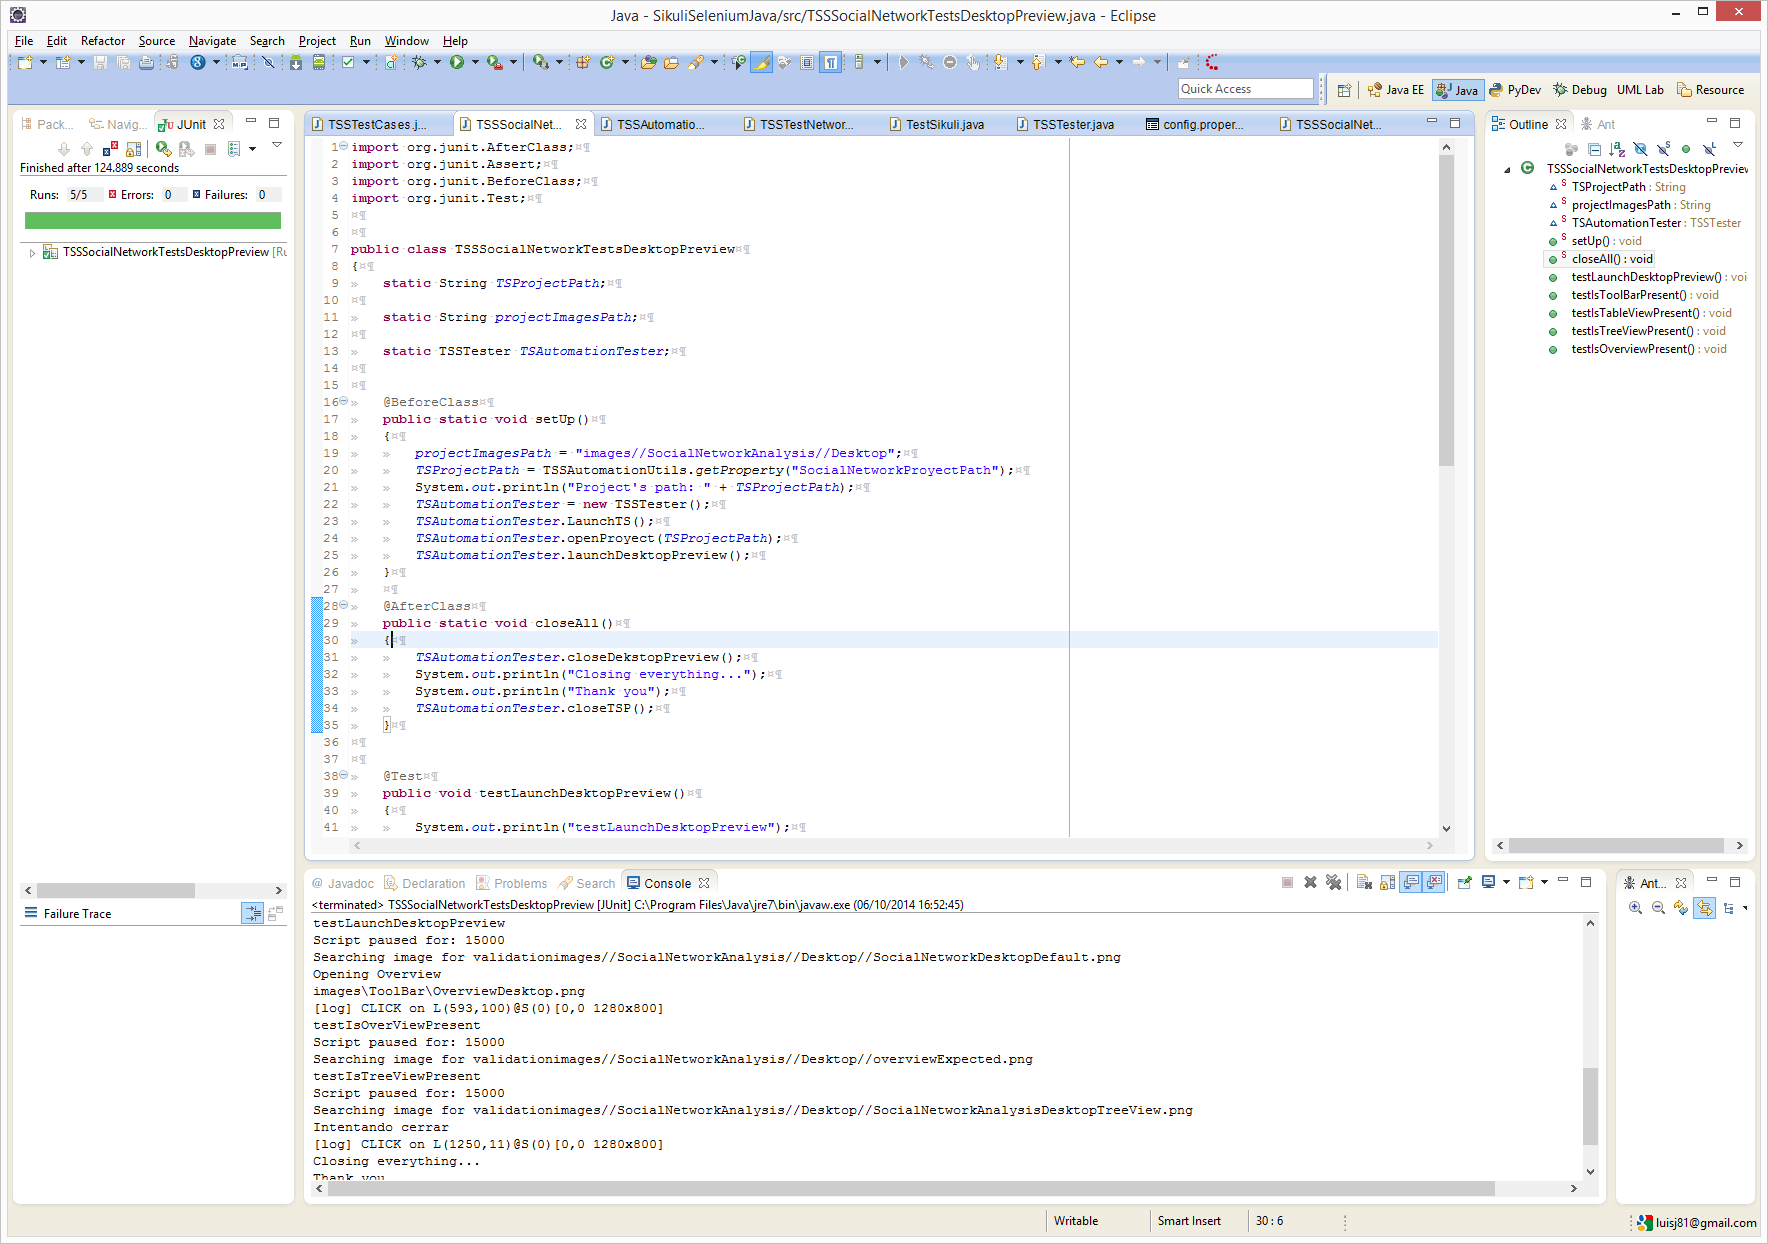 Java - SikuliSeleniumJava/src/TSSSocialNetworkTestsDesktopPreview.java - Eclipse
File Edit Refactor Source Navigate Search Project Run Window Help
Quick Access
Java EE Java PyDev Debug UML Lab Resource
Pack... Navig... JUnit
Finished after 124.889 seconds
Runs: 5/5 Errors: 0 Failures: 0
TSSSocialNetworkTestsDesktopPreview [Ru
Failure Trace
TSSTestCases.j... TSSSocialNet... TSSAutomatio... TSSTestNetwor... TestSikuli.java TSSTester.java config.proper... TSSSocialNet...
1 import org.junit.AfterClass;¤¶
2 import org.junit.Assert;¤¶
3 import org.junit.BeforeClass;¤¶
4 import org.junit.Test;¤¶
5 ¤¶
6 ¤¶
7 public class TSSSocialNetworkTestsDesktopPreview¤¶
8 {¤¶
9 » static String TSProjectPath;¤¶
10 ¤¶
11 » static String projectImagesPath;¤¶
12 ¤¶
13 » static TSSTester TSAutomationTester;¤¶
14 ¤¶
15 ¤¶
16 » @BeforeClass¤¶
17 » public static void setUp()¤¶
18 » {¤¶
19 » » projectImagesPath = "images//SocialNetworkAnalysis//Desktop";¤¶
20 » » TSProjectPath = TSSAutomationUtils.getProperty("SocialNetworkProyectPath");¤¶
21 » » System.out.println("Project's path: " + TSProjectPath);¤¶
22 » » TSAutomationTester = new TSSTester();¤¶
23 » » TSAutomationTester.LaunchTS();¤¶
24 » » TSAutomationTester.openProyect(TSProjectPath);¤¶
25 » » TSAutomationTester.launchDesktopPreview();¤¶
26 » }¤¶
27 » ¤¶
28 » @AfterClass¤¶
29 » public static void closeAll()¤¶
30 » {¤¶
31 » » TSAutomationTester.closeDekstopPreview();¤¶
32 » » System.out.println("Closing everything...");¤¶
33 » » System.out.println("Thank you");¤¶
34 » » TSAutomationTester.closeTSP();¤¶
35 » }¤¶
36 ¤¶
37 ¤¶
38 » @Test¤¶
39 » public void testLaunchDesktopPreview()¤¶
40 » {¤¶
41 » » System.out.println("testLaunchDesktopPreview");¤¶
Outline Ant
TSSSocialNetworkTestsDesktopPreview
TSProjectPath : String
projectImagesPath : String
TSAutomationTester : TSSTester
setUp() : void
closeAll() : void
testLaunchDesktopPreview() : voi
testIsToolBarPresent() : void
testIsTableViewPresent() : void
testIsTreeViewPresent() : void
testIsOverviewPresent() : void
@ Javadoc Declaration Problems Search Console
<terminated> TSSSocialNetworkTestsDesktopPreview [JUnit] C:\Program Files\Java\jre7\bin\javaw.exe (06/10/2014 16:52:45)
testLaunchDesktopPreview
Script paused for: 15000
Searching image for validationimages//SocialNetworkAnalysis//Desktop//SocialNetworkDesktopDefault.png
Opening Overview
images\ToolBar\OverviewDesktop.png
[log] CLICK on L(593,100)@S(0)[0,0 1280x800]
testIsOverViewPresent
Script paused for: 15000
Searching image for validationimages//SocialNetworkAnalysis//Desktop//overviewExpected.png
testIsTreeViewPresent
Script paused for: 15000
Searching image for validationimages//SocialNetworkAnalysis//Desktop//SocialNetworkAnalysisDesktopTreeView.png
Intentando cerrar
[log] CLICK on L(1250,11)@S(0)[0,0 1280x800]
Closing everything...
Thank you
Ant...
Writable Smart Insert 30 : 6
luisj81@gmail.com